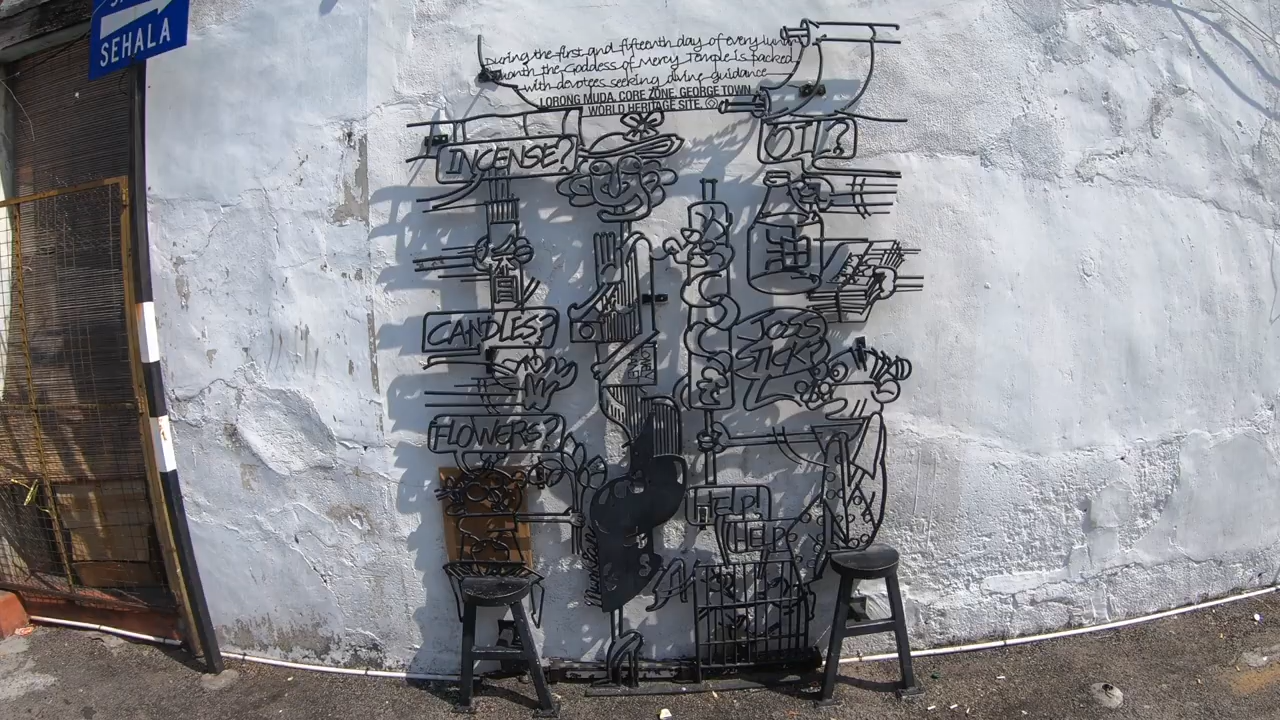 SEHALA
During the first and fifteenth day of every lunar
month the Goddess of Mercy Temple is packed
with devotees seeking divine guidance
LORONG MUDA, CORE ZONE, GEORGE TOWN
WORLD HERITAGE SITE. ©
INCENSE?
OIL?
油
CANDLES?
JOSS
STICK?
FLOWERS?
HELP!
HELP!